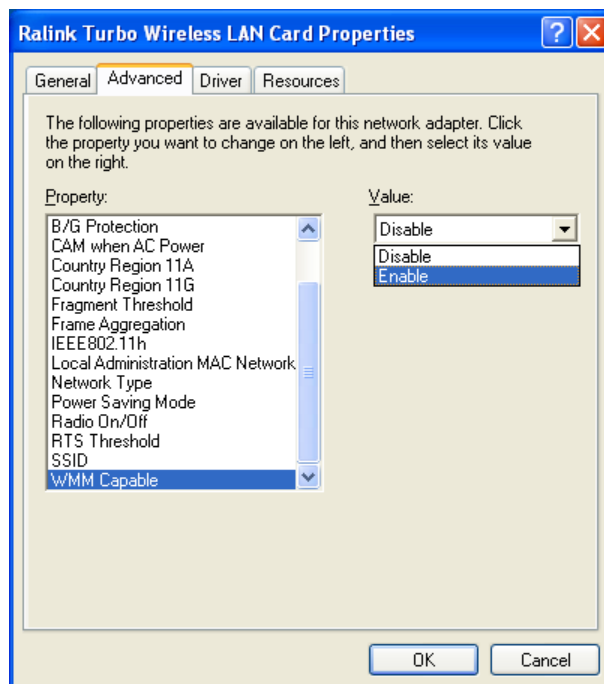 Ralink Turbo Wireless LAN Card Properties
General Advanced Driver Resources
The following properties are available for this network adapter. Click
the property you want to change on the left, and then select its value
on the right.
Property:
B/G Protection
CAM when AC Power
Country Region 11A
Country Region 11G
Fragment Threshold
Frame Aggregation
IEEE802.11h
Local Administration MAC Network
Network Type
Power Saving Mode
Radio On/Off
RTS Threshold
SSID
WMM Capable
Value:
Disable
Disable
Enable
OK Cancel